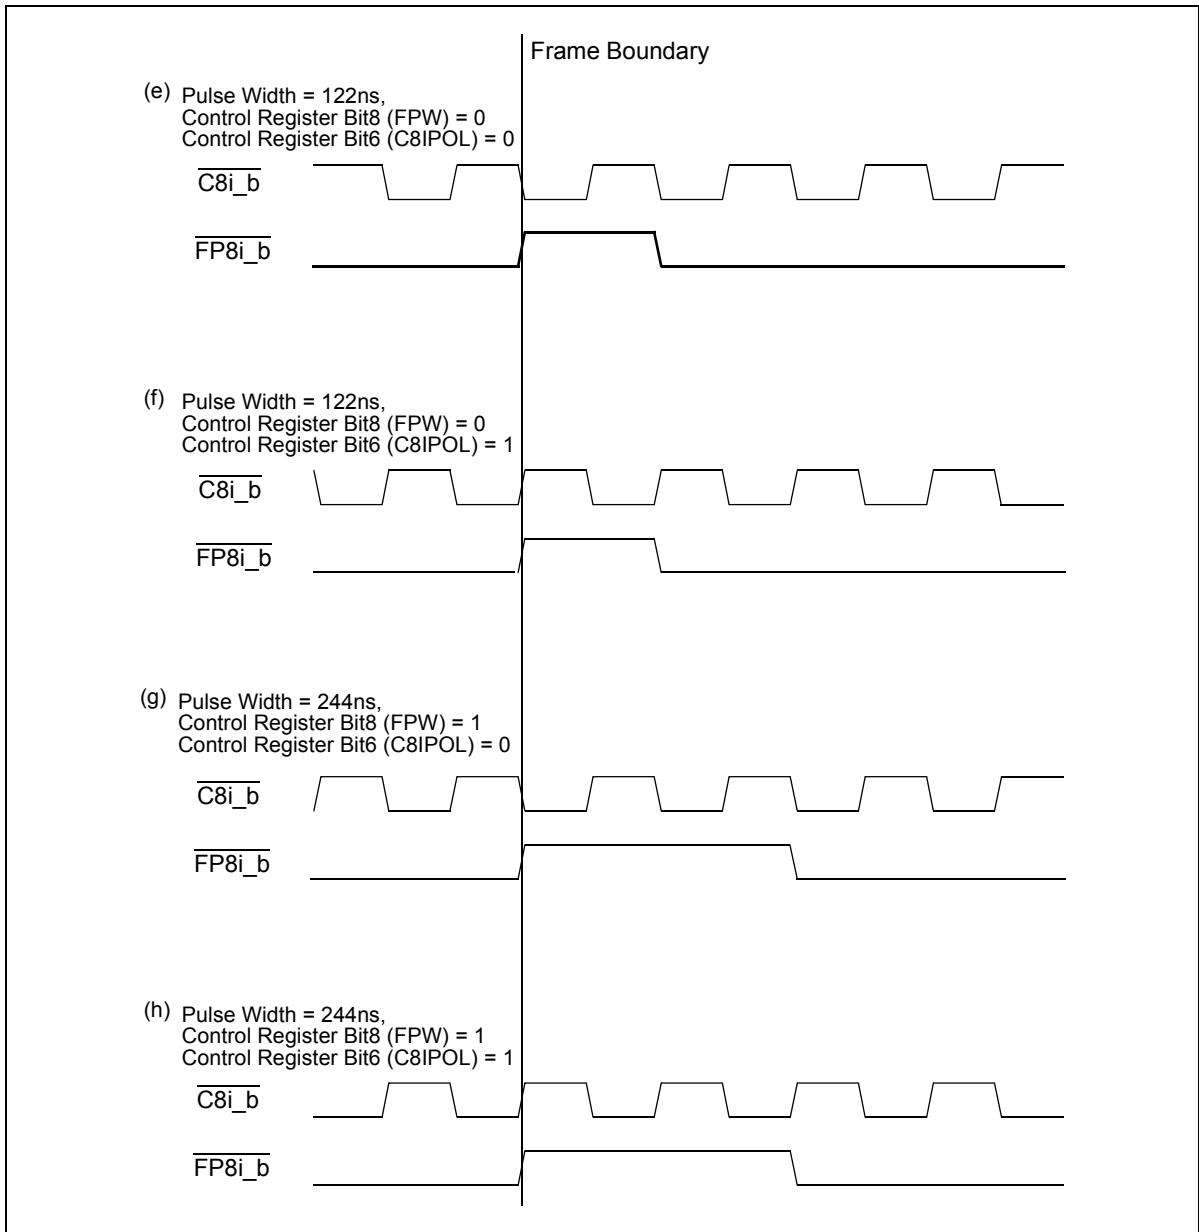 Frame Boundary
(e) Pulse Width = 122ns,
Control Register Bit8 (FPW) = 0
Control Register Bit6 (C8IPOL) = 0
C8i_b
FP8i_b
(f) Pulse Width = 122ns,
Control Register Bit8 (FPW) = 0
Control Register Bit6 (C8IPOL) = 1
C8i_b
FP8i_b
(g) Pulse Width = 244ns,
Control Register Bit8 (FPW) = 1
Control Register Bit6 (C8IPOL) = 0
C8i_b
FP8i_b
(h) Pulse Width = 244ns,
Control Register Bit8 (FPW) = 1
Control Register Bit6 (C8IPOL) = 1
C8i_b
FP8i_b